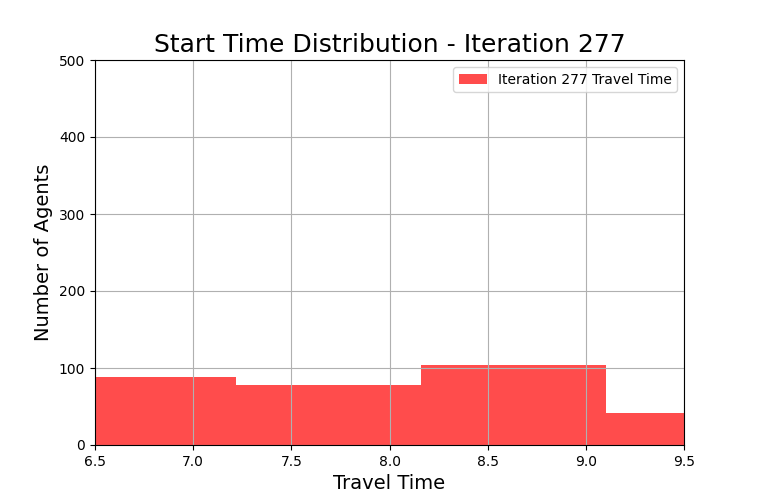 Start Time Distribution - Iteration 277
500
Iteration 277 Travel Time
400
300
200
100
0
Number of Agents
6.5 7.0 7.5 8.0 8.5 9.0 9.5
Travel Time